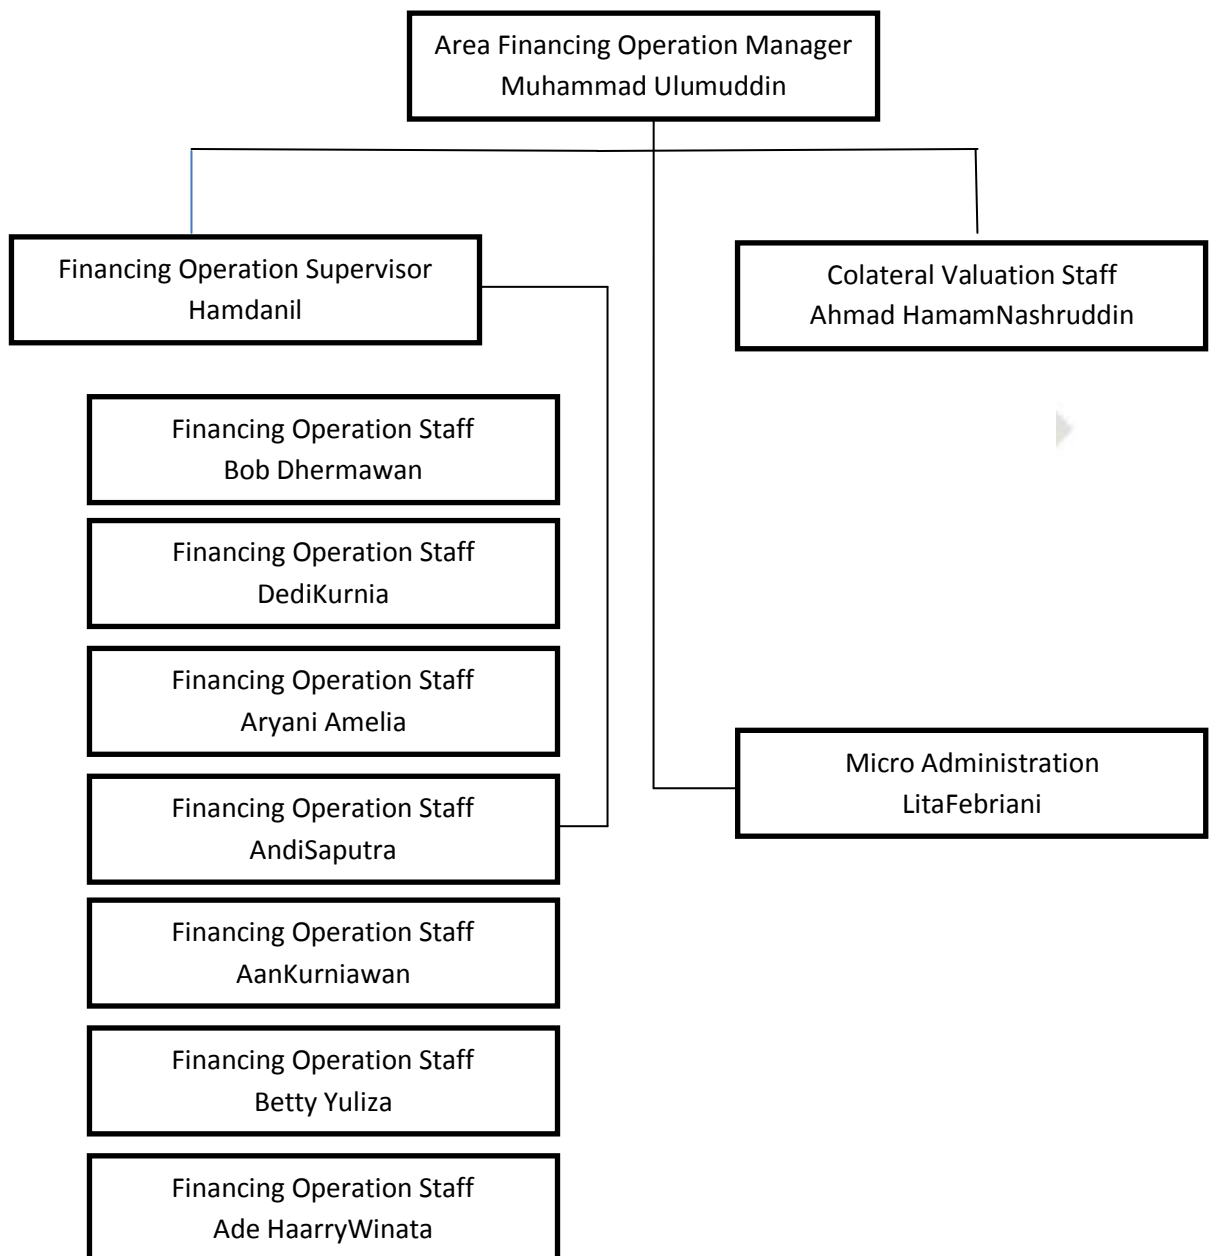 Area Financing Operation Manager
Muhammad Ulumuddin
Financing Operation Supervisor
Hamdanil
Colateral Valuation Staff
Ahmad HamamNashruddin
Financing Operation Staff
Bob Dhermawan
Financing Operation Staff
DediKurnia
Financing Operation Staff
Aryani Amelia
Micro Administration
LitaFebriani
Financing Operation Staff
AndiSaputra
Financing Operation Staff
AanKurniawan
Financing Operation Staff
Betty Yuliza
Financing Operation Staff
Ade HaarryWinata